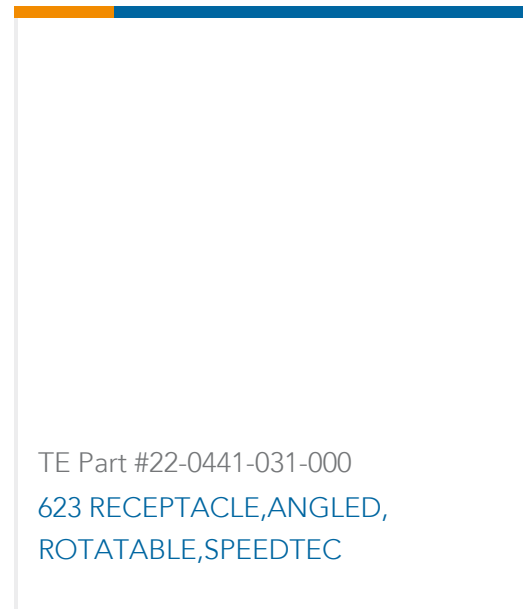 TE Part #22-0441-031-000
623 RECEPTACLE,ANGLED,
ROTATABLE,SPEEDTEC